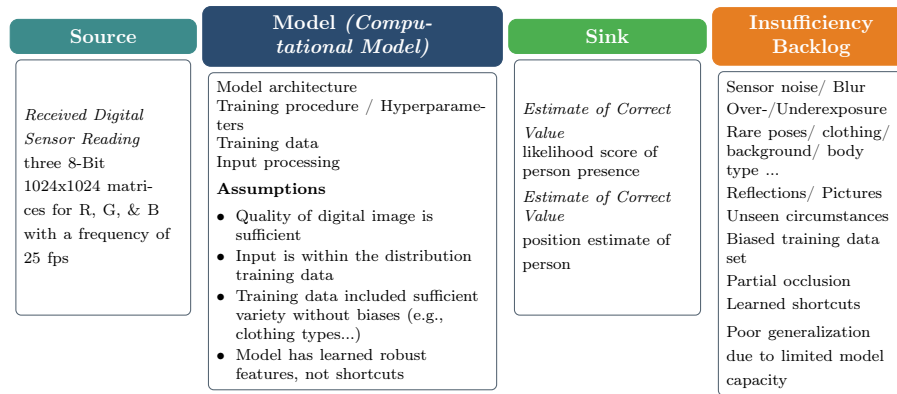 Source
Received Digital
Sensor Reading
three 8-Bit
1024x1024 matri-
ces for R, G, & B
with a frequency of
25 fps
Model (Compu-
tational Model)
Model architecture
Training procedure / Hyperparame-
ters
Training data
Input processing
Assumptions
• Quality of digital image is
sufficient
• Input is within the distribution
training data
• Training data included sufficient
variety without biases (e.g.,
clothing types...)
• Model has learned robust
features, not shortcuts
Sink
Estimate of Correct
Value
likelihood score of
person presence
Estimate of Correct
Value
position estimate of
person
Insufficiency
Backlog
Sensor noise/ Blur
Over-/Underexposure
Rare poses/ clothing/
background/ body
type ...
Reflections/ Pictures
Unseen circumstances
Biased training data
set
Partial occlusion
Learned shortcuts
Poor generalization
due to limited model
capacity